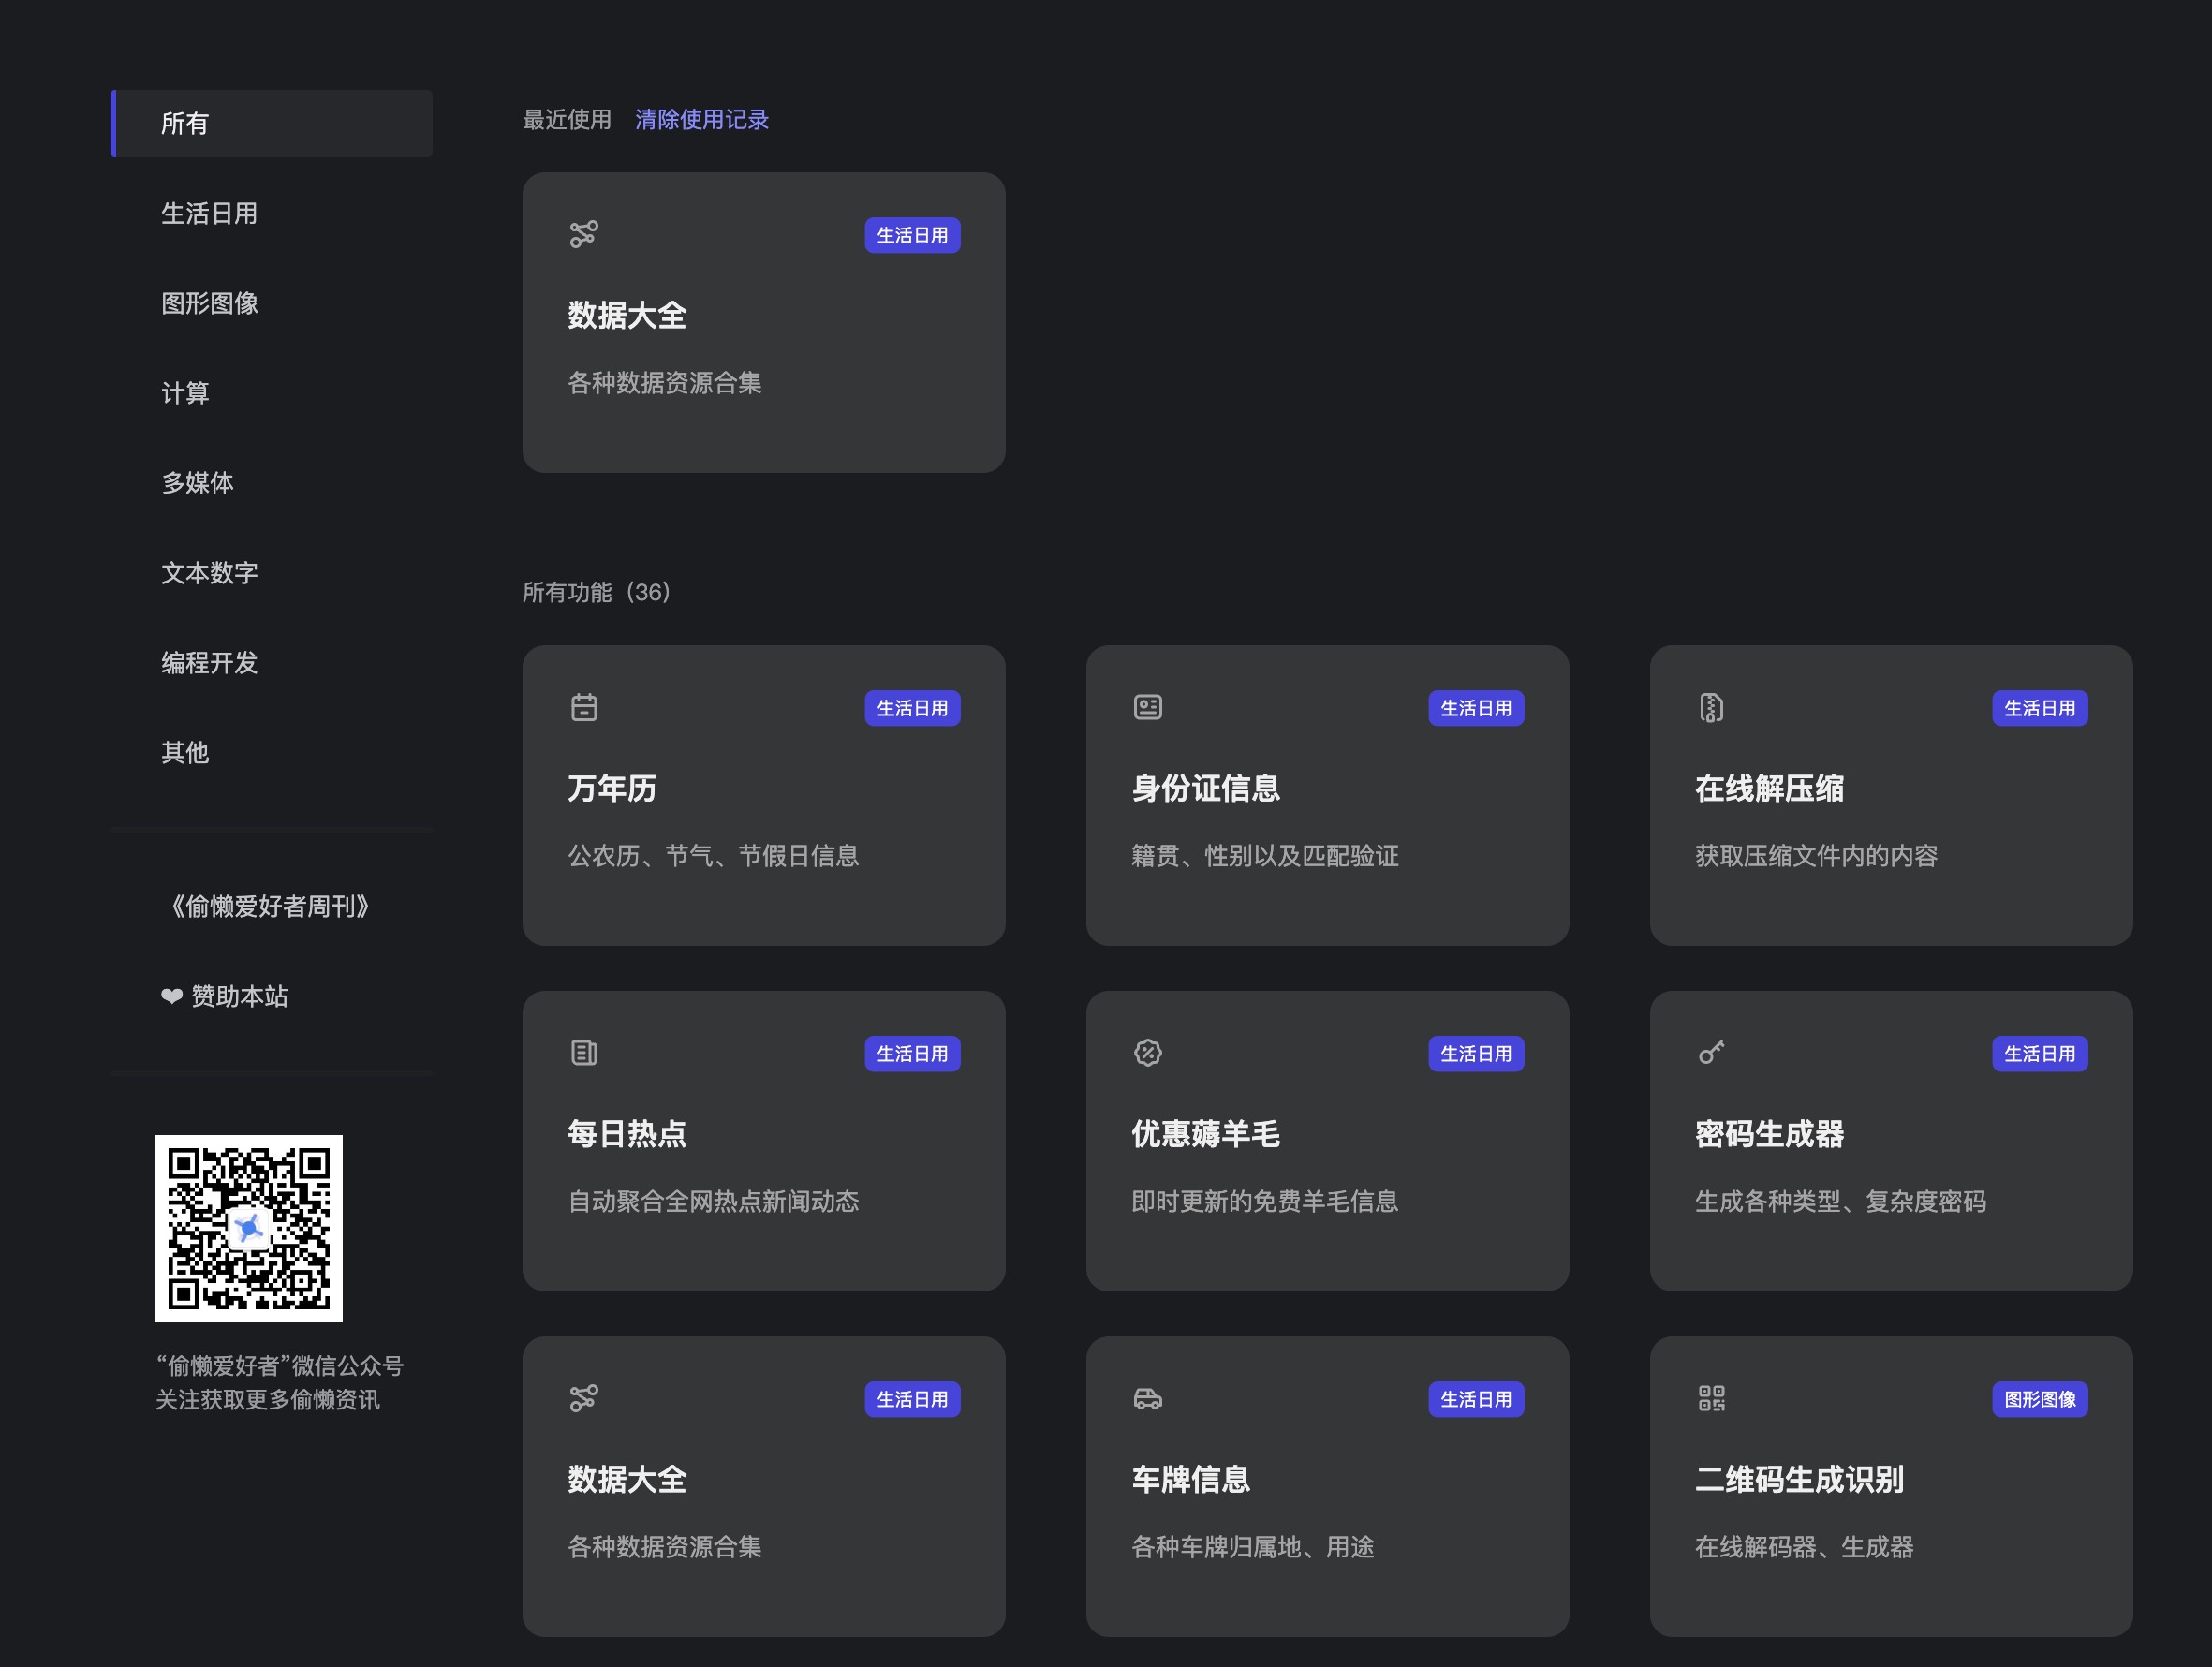 所有
生活日用
图形图像
计算
多媒体
文本数字
编程开发
其他
《偷懒爱好者周刊》
❤ 赞助本站
“偷懒爱好者”微信公众号
关注获取更多偷懒资讯
最近使用 清除使用记录
生活日用
数据大全
各种数据资源合集
所有功能（36）
生活日用
万年历
公农历、节气、节假日信息
生活日用
身份证信息
籍贯、性别以及匹配验证
生活日用
在线解压缩
获取压缩文件内的内容
生活日用
每日热点
自动聚合全网热点新闻动态
生活日用
优惠薅羊毛
即时更新的免费羊毛信息
生活日用
密码生成器
生成各种类型、复杂度密码
生活日用
数据大全
各种数据资源合集
生活日用
车牌信息
各种车牌归属地、用途
图形图像
二维码生成识别
在线解码器、生成器